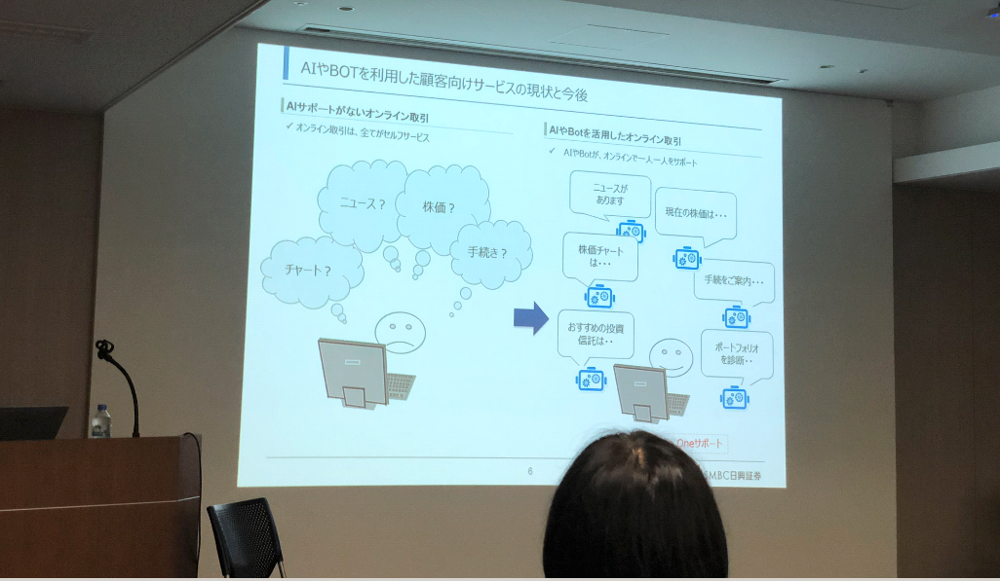 AIやBOTを利用した顧客向けサービスの現状と今後
AIサポートがないオンライン取引
✓ オンライン取引は、全てがセルフサービス
ニュース？
株価？
チャート？
手続き？
AIやBotを活用したオンライン取引
✓ AIやBotが、オンラインで一人一人をサポート
ニュースが
あります
現在の株価は・・・
株価チャート
は・・・
手続をご案内・・・
おすすめの投資
信託は・・
ポートフォリオ
を診断・・
Oneサポート
6
SMBC日興証券